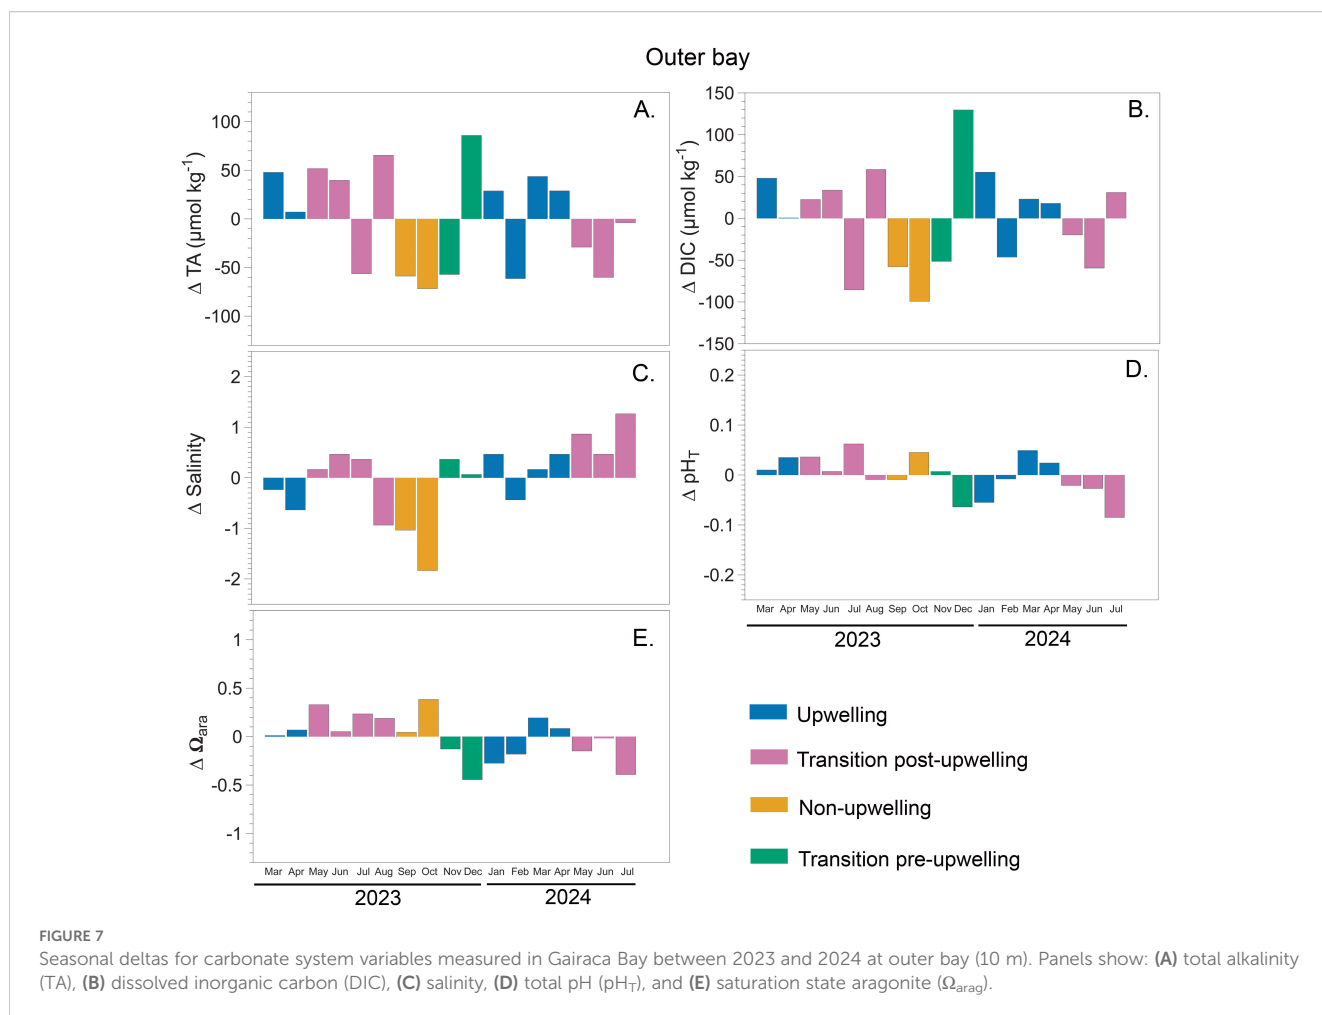 Outer bay
A.
Δ TA (µmol kg-1)
100
50
0
-50
-100
B.
Δ DIC (µmol kg-1)
150
100
50
0
-50
-100
-150
C.
Δ Salinity
2
1
0
-1
-2
D.
Δ pHT
0.2
0.1
0
-0.1
-0.2
Mar Apr May Jun Jul Aug Sep Oct Nov Dec Jan Feb Mar Apr May Jun Jul
2023 2024
E.
Δ Ωara
1
0.5
0
-0.5
-1
Mar Apr May Jun Jul Aug Sep Oct Nov Dec Jan Feb Mar Apr May Jun Jul
2023 2024
Upwelling
Transition post-upwelling
Non-upwelling
Transition pre-upwelling
FIGURE 7
Seasonal deltas for carbonate system variables measured in Gairaca Bay between 2023 and 2024 at outer bay (10 m). Panels show: (A) total alkalinity
(TA), (B) dissolved inorganic carbon (DIC), (C) salinity, (D) total pH (pHT), and (E) saturation state aragonite (Ωarag).